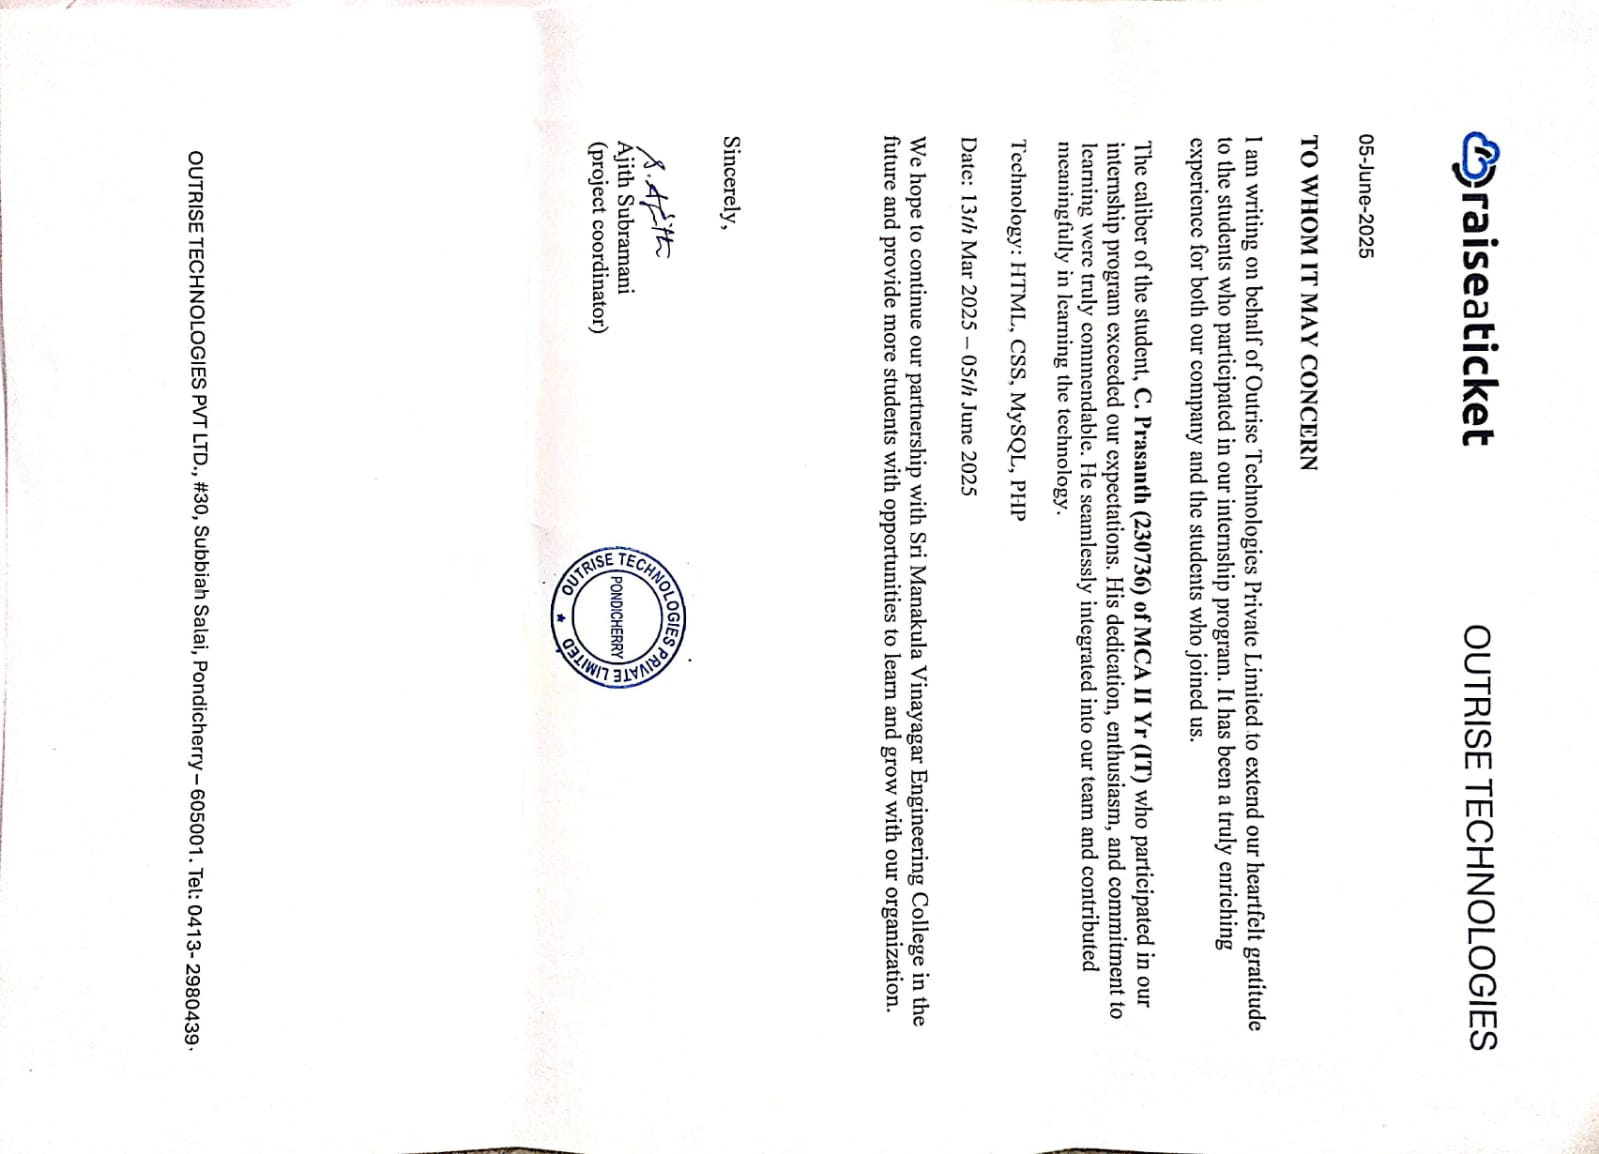 raiseaticket
OUTRISE TECHNOLOGIES
05-June-2025
TO WHOM IT MAY CONCERN
I am writing on behalf of Outrise Technologies Private Limited to extend our heartfelt gratitude
to the students who participated in our internship program. It has been a truly enriching
experience for both our company and the students who joined us.
The caliber of the student, C. Prasanth (230736) of MCA II Yr (IT) who participated in our
internship program exceeded our expectations. His dedication, enthusiasm, and commitment to
learning were truly commendable. He seamlessly integrated into our team and contributed
meaningfully in learning the technology.
Technology: HTML, CSS, MySQL, PHP
Date: 13th Mar 2025 – 05th June 2025
We hope to continue our partnership with Sri Manakula Vinayagar Engineering College in the
future and provide more students with opportunities to learn and grow with our organization.
Sincerely,
S. Ajith
Ajith Subramani
(project coordinator)
OUTRISE TECHNOLOGIES PRIVATE LIMITED
PONDICHERRY
OUTRISE TECHNOLOGIES PVT LTD., #30, Subbiah Salai, Pondicherry – 605001. Tel: 0413- 2980439.